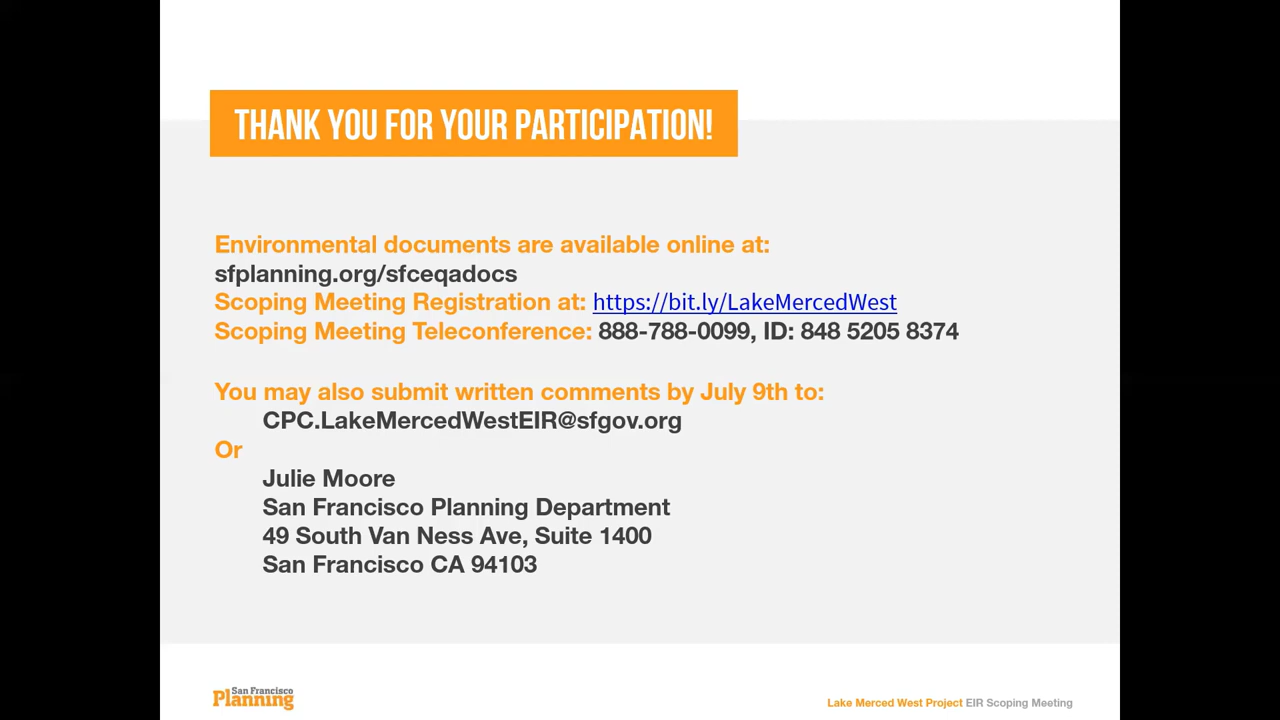 THANK YOU FOR YOUR PARTICIPATION!
Environmental documents are available online at:
sfplanning.org/sfceqadocs
Scoping Meeting Registration at: https://bit.ly/LakeMercedWest
Scoping Meeting Teleconference: 888-788-0099, ID: 848 5205 8374
You may also submit written comments by July 9th to:
CPC.LakeMercedWestEIR@sfgov.org
Or
Julie Moore
San Francisco Planning Department
49 South Van Ness Ave, Suite 1400
San Francisco CA 94103
San Francisco
Planning
Lake Merced West Project EIR Scoping Meeting